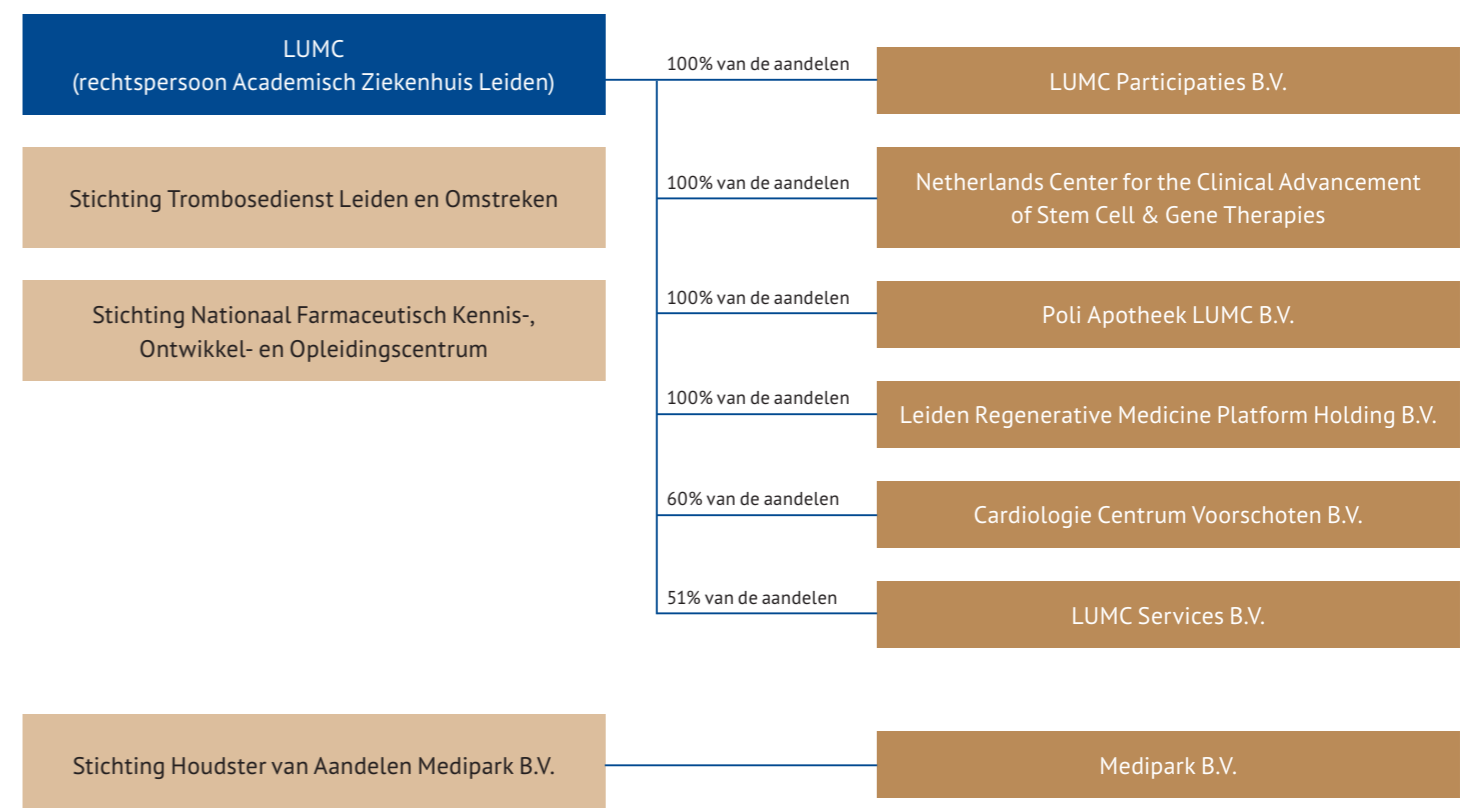 LUMC
(rechtspersoon Academisch Ziekenhuis Leiden)
100% van de aandelen
LUMC Participaties B.V.
Stichting Trombosedienst Leiden en Omstreken
100% van de aandelen
Netherlands Center for the Clinical Advancement
of Stem Cell & Gene Therapies
Stichting Nationaal Farmaceutisch Kennis-,
Ontwikkel- en Opleidingscentrum
100% van de aandelen
Poli Apotheek LUMC B.V.
100% van de aandelen
Leiden Regenerative Medicine Platform Holding B.V.
60% van de aandelen
Cardiologie Centrum Voorschoten B.V.
51% van de aandelen
LUMC Services B.V.
Stichting Houdster van Aandelen Medipark B.V.
Medipark B.V.